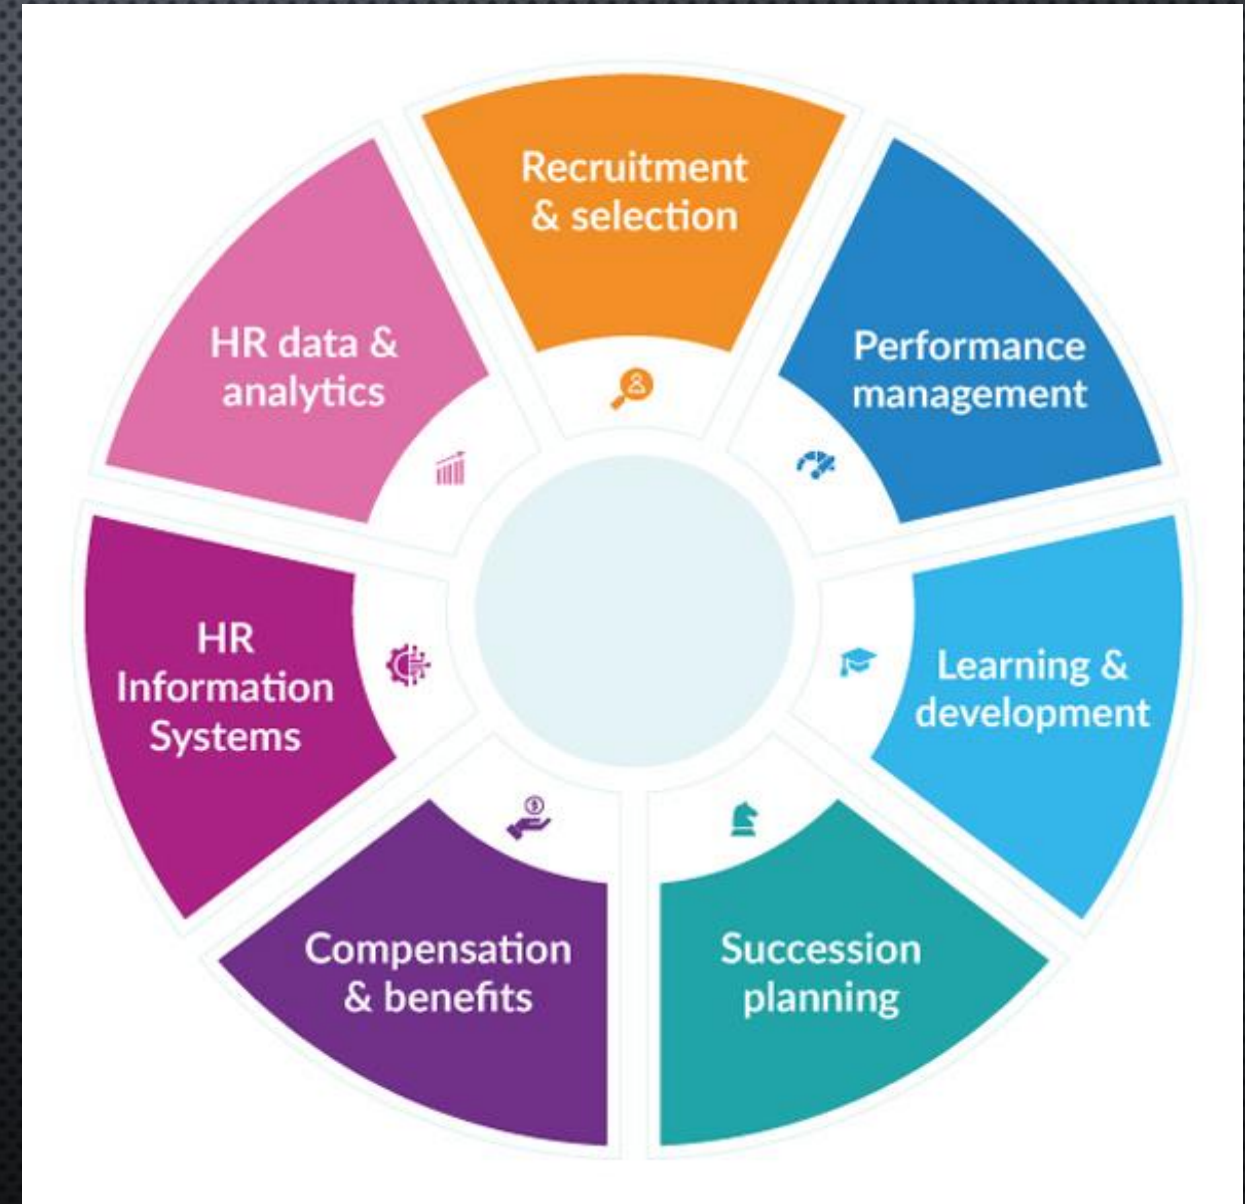 Recruitment
& selection
Performance
management
Learning &
development
Succession
planning
Compensation
& benefits
HR
Information
Systems
HR data &
analytics